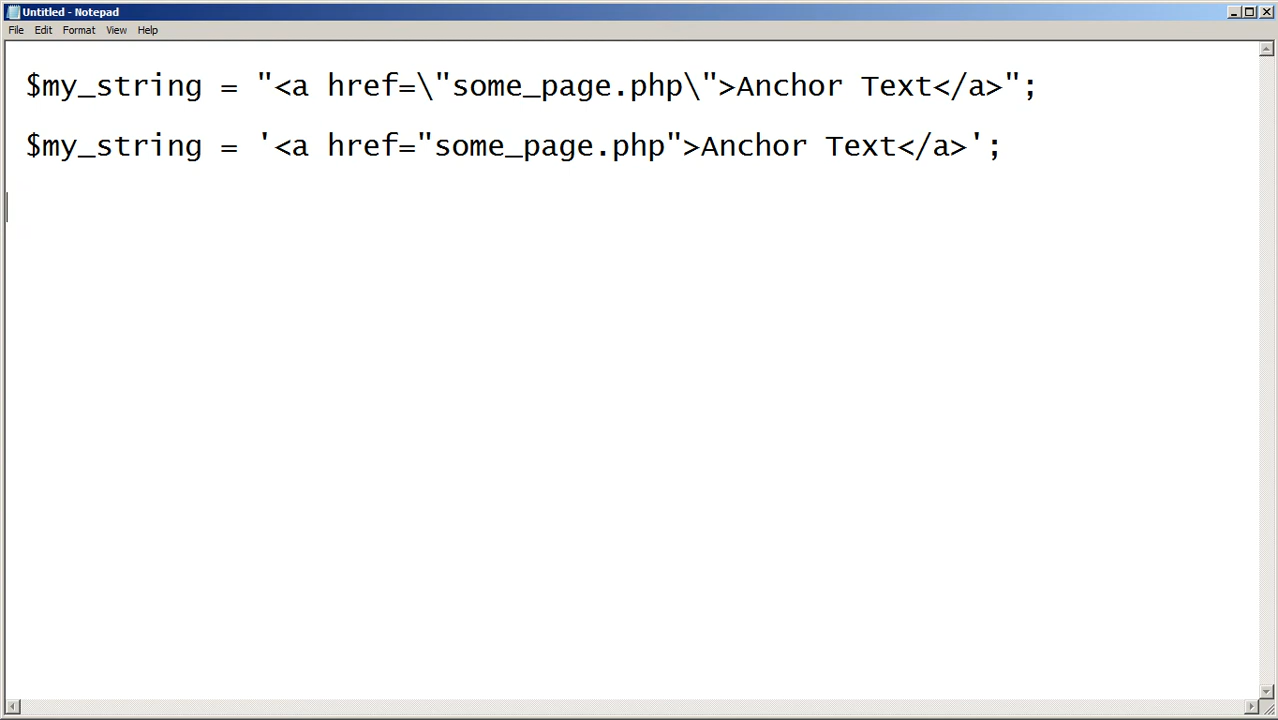 Untitled - Notepad
File Edit Format View Help
$my_string = "<a href=\"some_page.php\">Anchor Text</a>";
$my_string = '<a href="some_page.php">Anchor Text</a>';